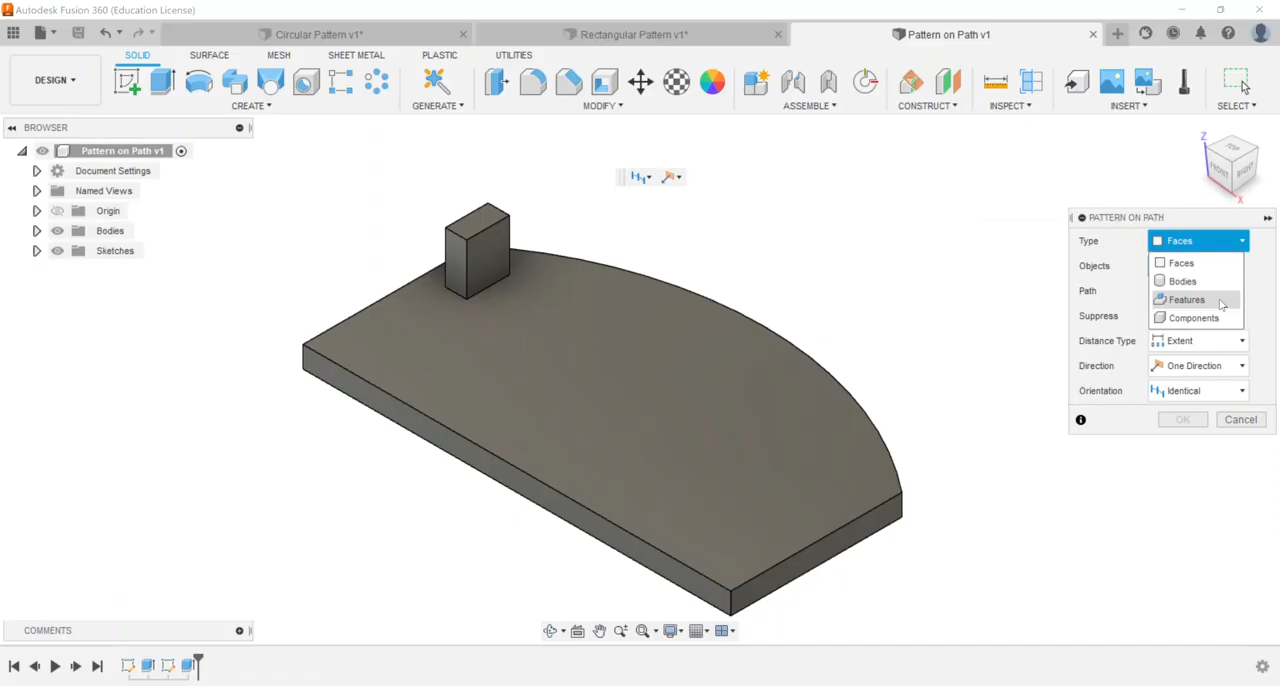 Autodesk Fusion 360 (Education License)
Circular Pattern v1*
Rectangular Pattern v1*
Pattern on Path v1
SOLID SURFACE MESH SHEET METAL PLASTIC UTILITIES
DESIGN
CREATE GENERATE MODIFY ASSEMBLE CONSTRUCT INSPECT INSERT SELECT
BROWSER
Pattern on Path v1
Document Settings
Named Views
Origin
Bodies
Sketches
Z
TOP
FRONT
RIGHT
X
PATTERN ON PATH
Type Faces
Objects
Faces
Bodies
Path
Features
Suppress
Components
Distance Type Extent
Direction One Direction
Orientation Identical
OK Cancel
COMMENTS